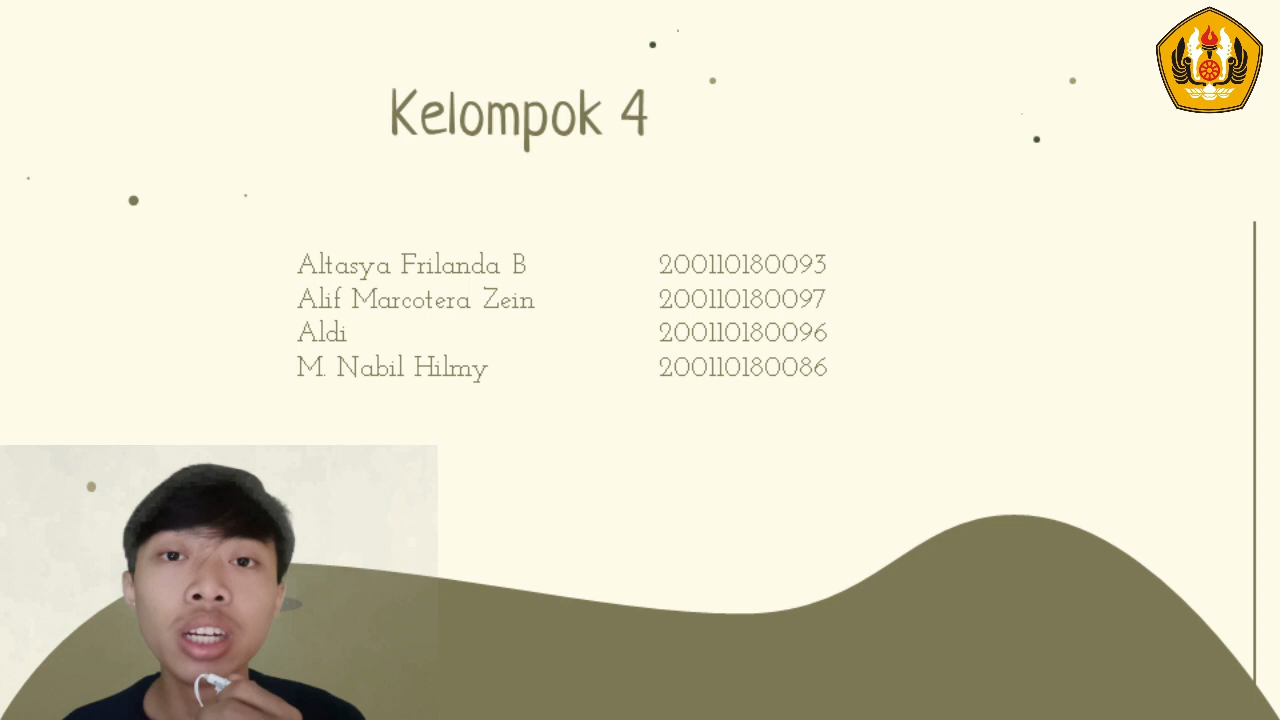 Kelompok 4
Altasya Frilanda B 200110180093
Alif Marcotera Zein 200110180097
Aldi 200110180096
M. Nabil Hilmy 200110180086